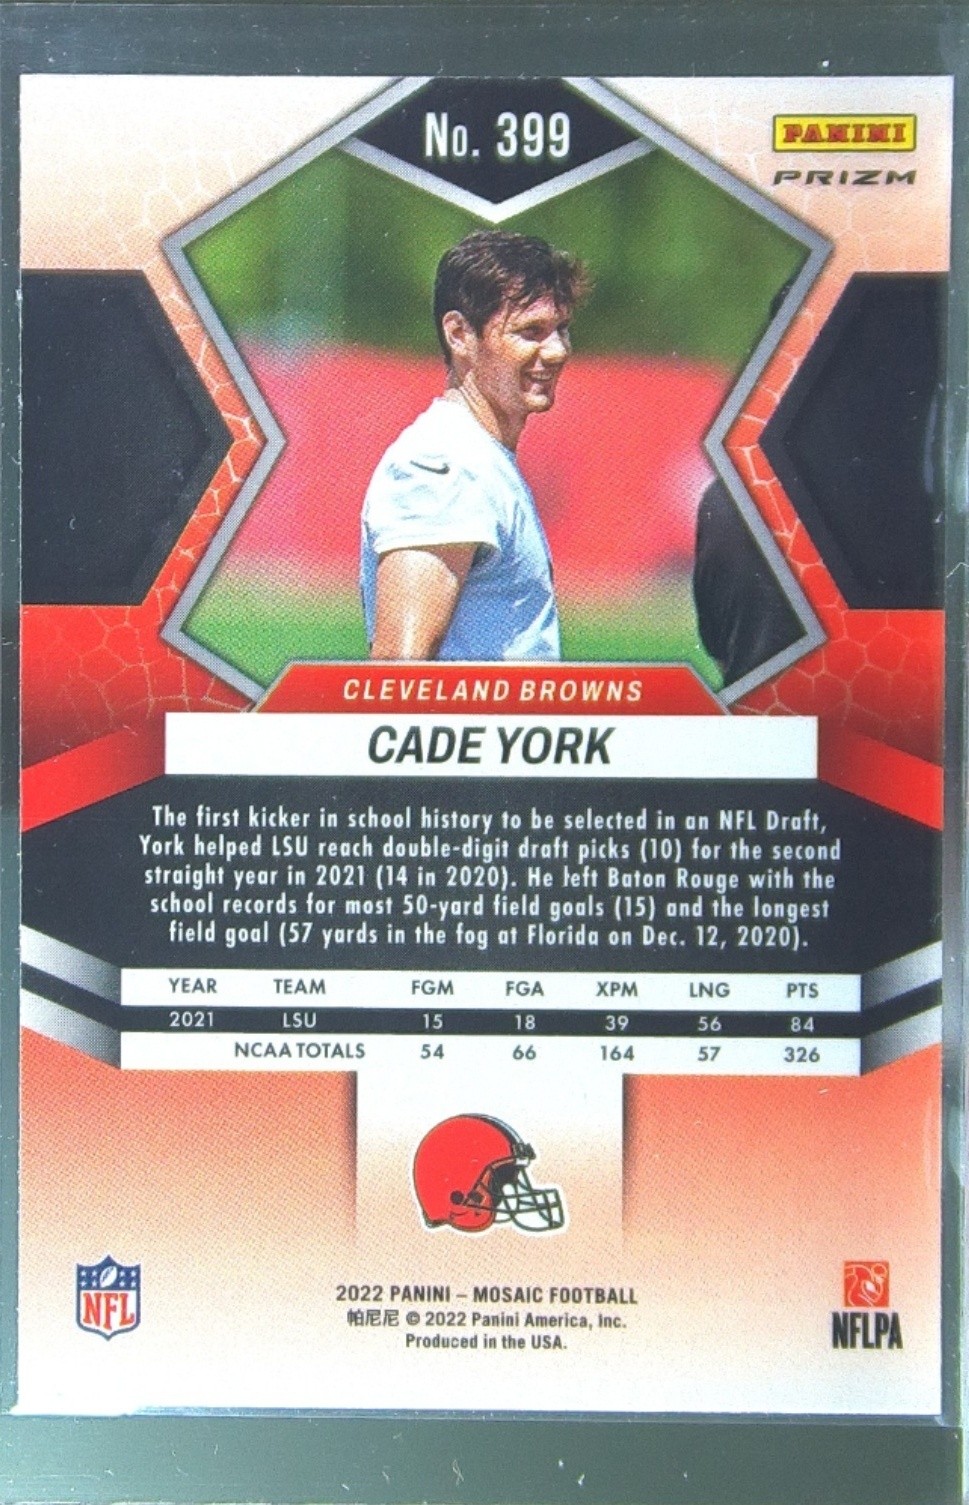 No. 399
PANINI
PRIZM
CLEVELAND BROWNS
CADE YORK
The first kicker in school history to be selected in an NFL Draft,
York helped LSU reach double-digit draft picks (10) for the second
straight year in 2021 (14 in 2020). He left Baton Rouge with the
school records for most 50-yard field goals (15) and the longest
field goal (57 yards in the fog at Florida on Dec. 12, 2020).
YEAR TEAM FGM FGA XPM LNG PTS
2021 LSU 15 18 39 56 84
NCAA TOTALS 54 66 164 57 326
NFL
2022 PANINI – MOSAIC FOOTBALL
帕尼尼 © 2022 Panini America, Inc.
Produced in the USA.
NFLPA